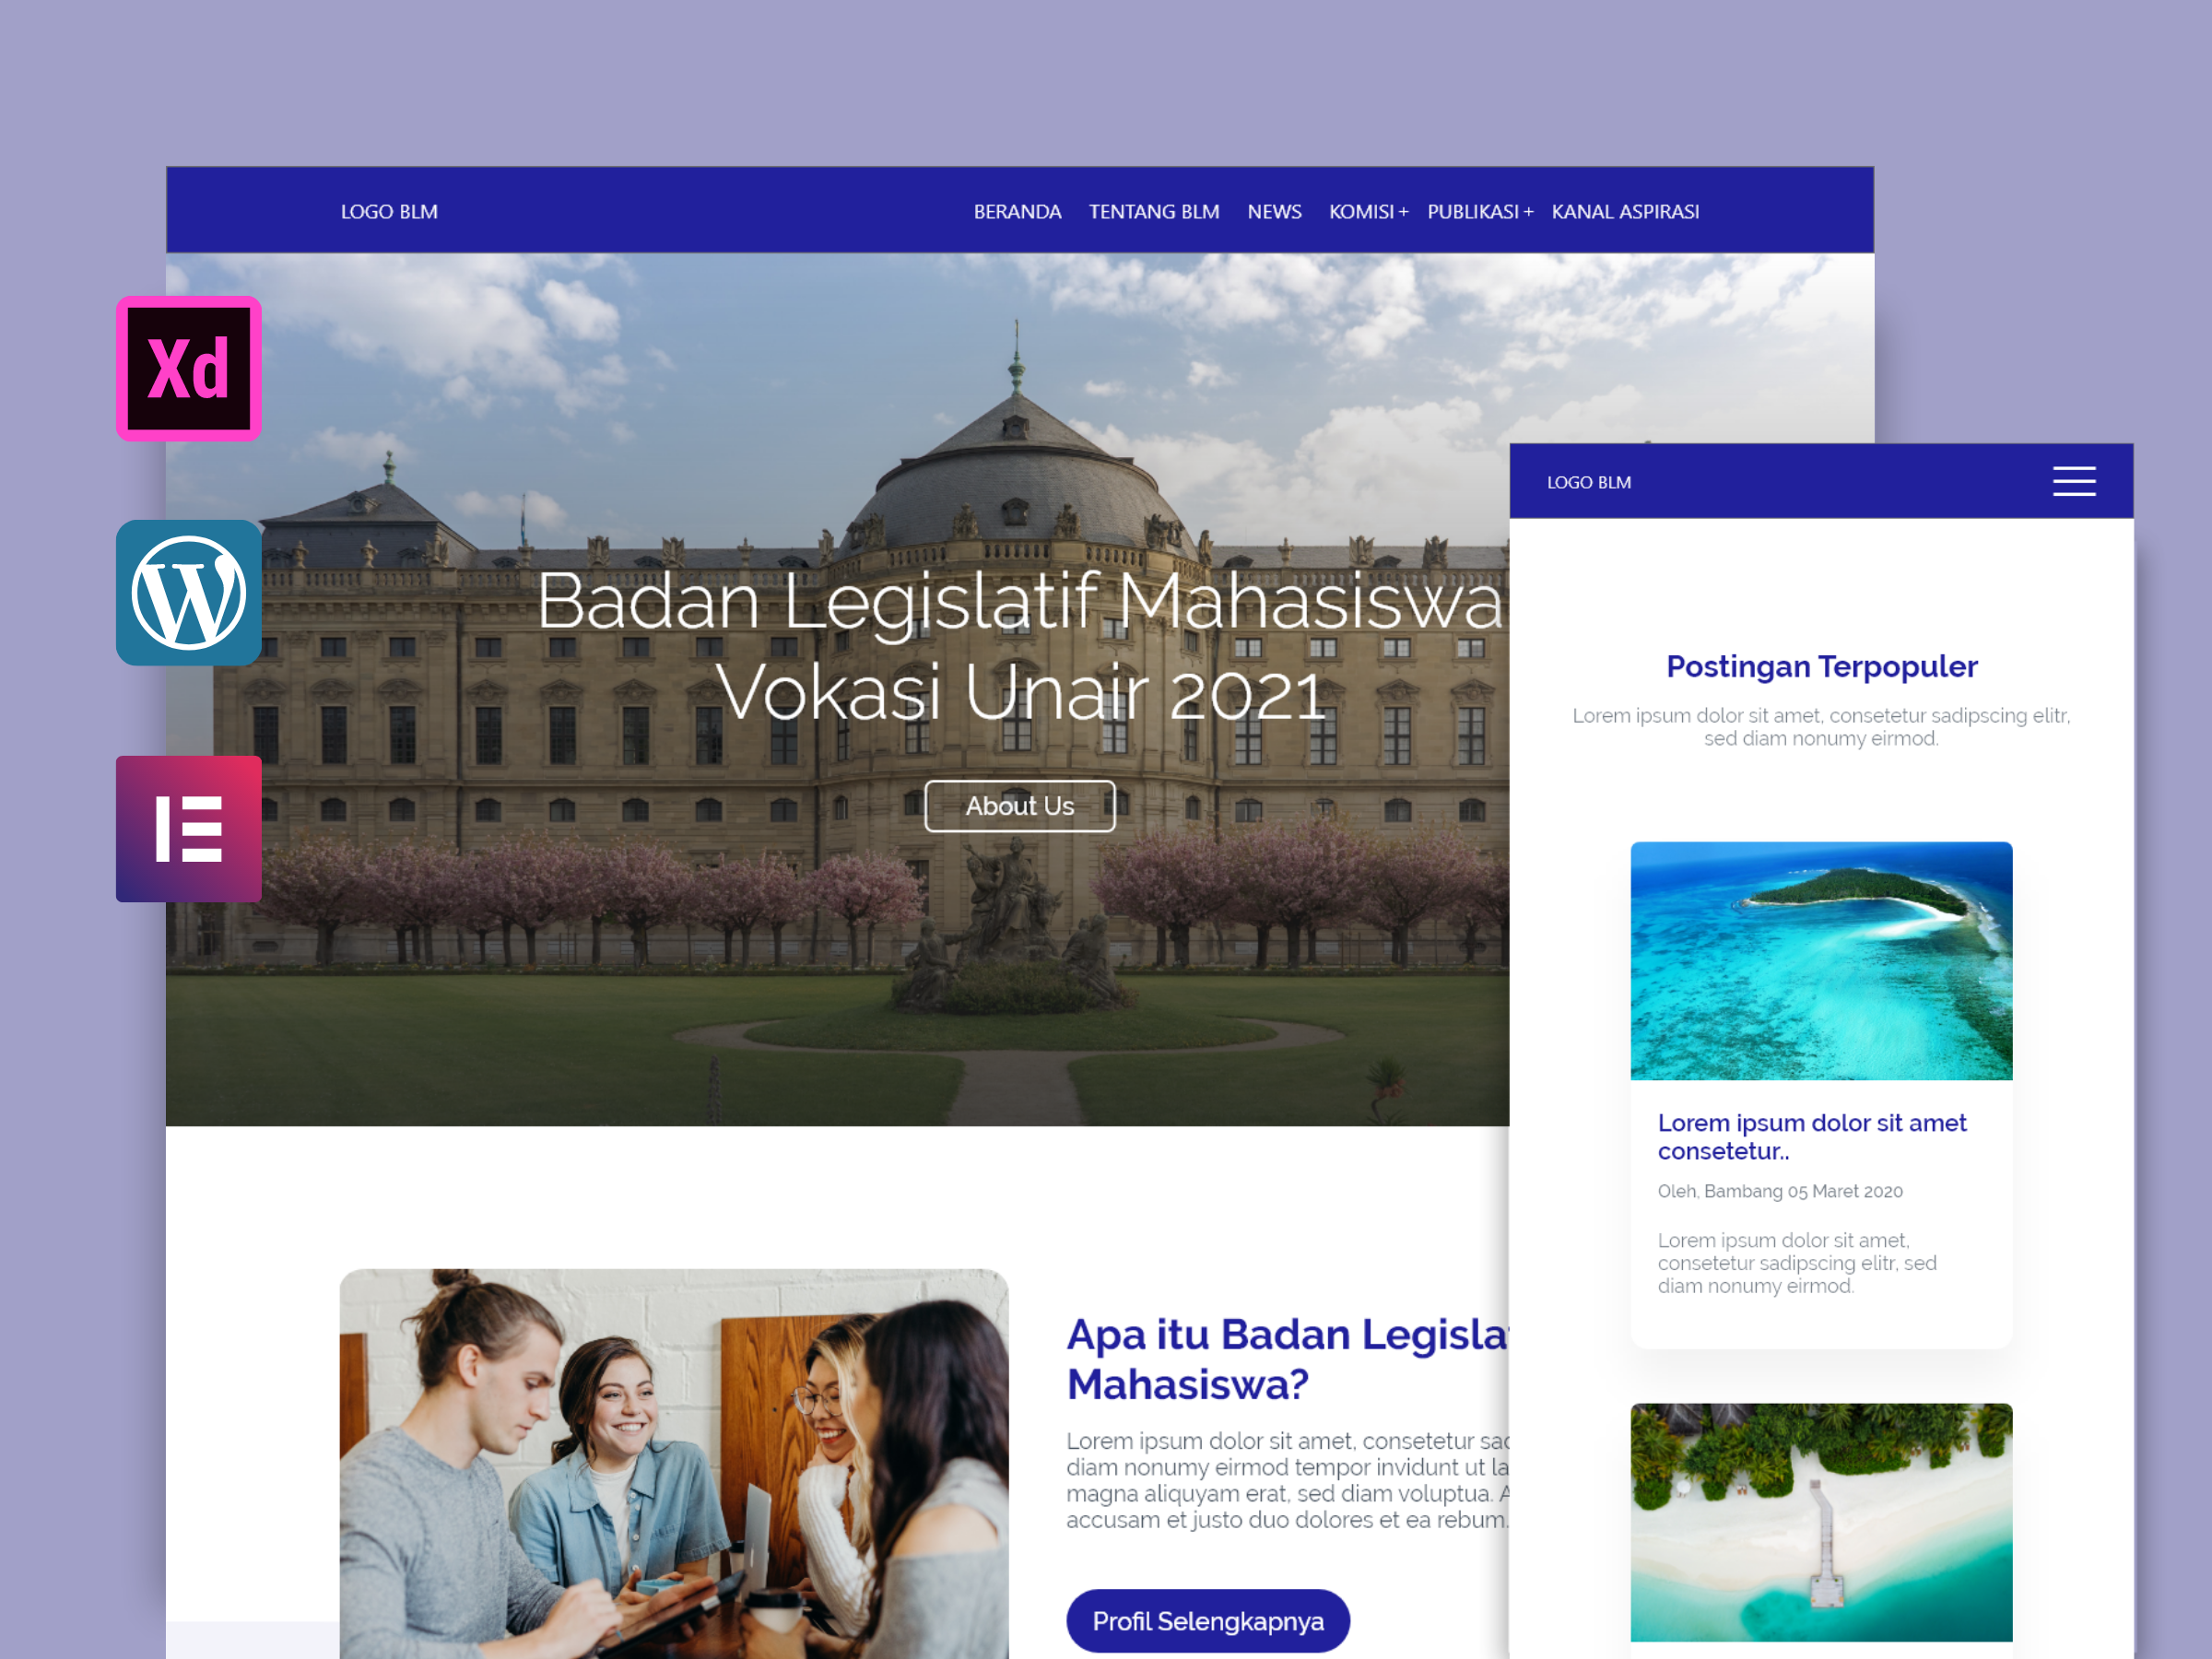 LOGO BLM
BERANDA TENTANG BLM NEWS KOMISI + PUBLIKASI + KANAL ASPIRASI
Xd
W
Badan Legislatif Mahasiswa
Vokasi Unair 2021
About Us
Apa itu Badan Legisla
Mahasiswa?
Lorem ipsum dolor sit amet, consetetur sa
diam nonumy eirmod tempor invidunt ut la
magna aliquyam erat, sed diam voluptua. A
accusam et justo duo dolores et ea rebum.
Profil Selengkapnya
LOGO BLM
Postingan Terpopuler
Lorem ipsum dolor sit amet, consetetur sadipscing elitr,
sed diam nonumy eirmod.
Lorem ipsum dolor sit amet
consetetur..
Oleh, Bambang 05 Maret 2020
Lorem ipsum dolor sit amet,
consetetur sadipscing elitr, sed
diam nonumy eirmod.